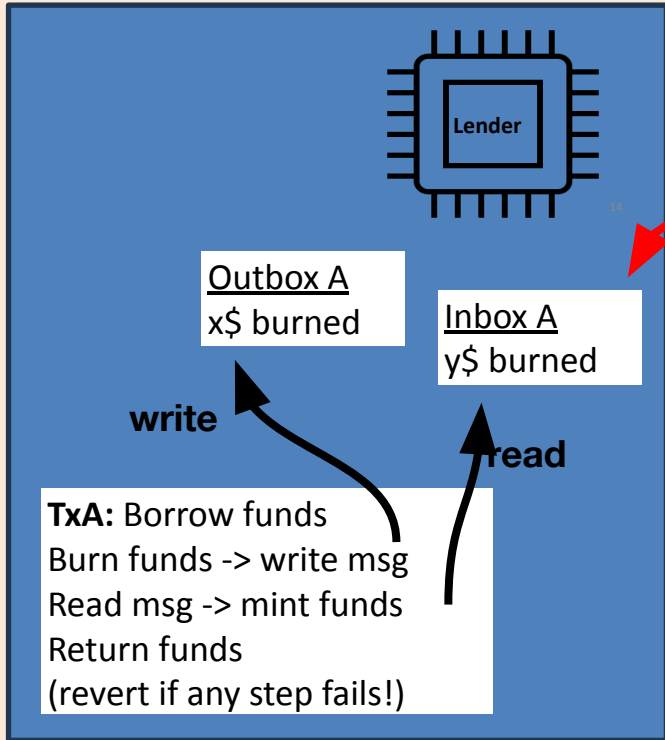 Lender
14
Outbox A
x$ burned
Inbox A
y$ burned
write
read
TxA: Borrow funds
Burn funds -> write msg
Read msg -> mint funds
Return funds
(revert if any step fails!)